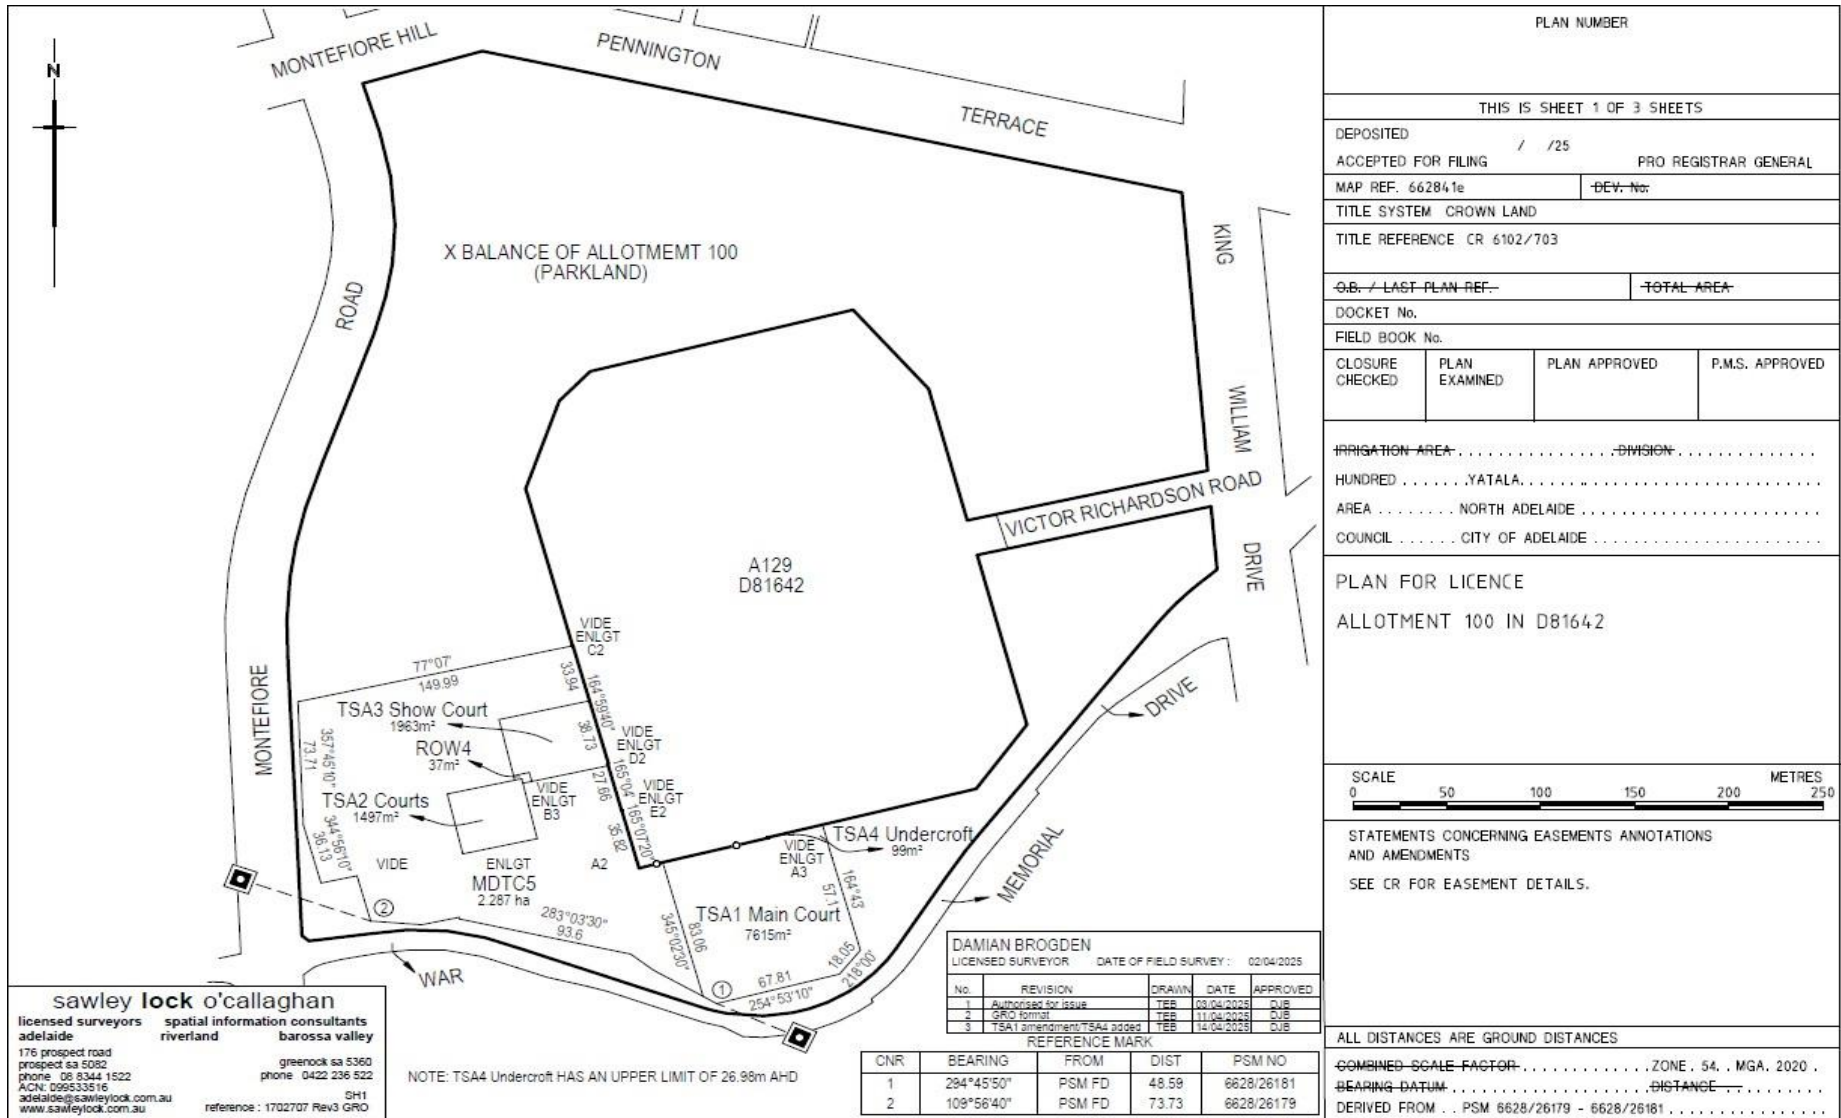 MONTEFIORE HILL
PENNINGTON
TERRACE
N
X BALANCE OF ALLOTMEMT 100
(PARKLAND)
KING
WILLIAM
DRIVE
ROAD
MONTEFIORE
VICTOR RICHARDSON ROAD
A129
D81642
VIDE
ENLGT
C2
77°07'
149.99
33.94
164°59'40"
TSA3 Show Court
1963m²
38.73
VIDE
ENLGT
D2
ROW4
37m²
165°04'
27.66
VIDE
ENLGT
E2
165°07'20"
35.82
357°45'10"
73.71
VIDE
ENLGT
B3
TSA2 Courts
1497m²
344°56'10"
36.13
VIDE
ENLGT
A2
MDTC5
2.287 ha
TSA4 Undercroft
99m²
VIDE
ENLGT
A3
164°43'
57.1
TSA1 Main Court
7615m²
2
283°03'30"
93.6
345°02'30"
83.06
1
67.81
254°53'10"
18.05
218°00'
WAR
MEMORIAL
DRIVE
sawley lock o'callaghan
licensed surveyors spatial information consultants
adelaide riverland barossa valley
176 prospect road
prospect sa 5082
phone 08 8344 1522
ACN: 099533516
adelaide@sawleylock.com.au
www.sawleylock.com.au
greenock sa 5360
phone 0422 236 522
SH1
reference : 1702707 Rev3 GRO
NOTE: TSA4 Undercroft HAS AN UPPER LIMIT OF 26.98m AHD
DAMIAN BROGDEN
LICENSED SURVEYOR DATE OF FIELD SURVEY : 02/04/2025
No. REVISION DRAWN DATE APPROVED
1 Authorised for issue TEB 03/04/2025 DJB
2 GRO format TEB 11/04/2025 DJB
3 TSA1 amendment/TSA4 added TEB 14/04/2025 DJB
REFERENCE MARK
CNR BEARING FROM DIST PSM NO
1 294°45'50" PSM FD 48.59 6628/26181
2 109°56'40" PSM FD 73.73 6628/26179
PLAN NUMBER
THIS IS SHEET 1 OF 3 SHEETS
DEPOSITED
/ /25
ACCEPTED FOR FILING PRO REGISTRAR GENERAL
MAP REF. 662841e DEV. No.
TITLE SYSTEM CROWN LAND
TITLE REFERENCE CR 6102/703
O.B. / LAST PLAN REF. TOTAL AREA
DOCKET No.
FIELD BOOK No.
CLOSURE CHECKED PLAN EXAMINED PLAN APPROVED P.M.S. APPROVED
IRRIGATION AREA . . . . . . . . . . . . . . . . DIVISION . . . . . . . . . . . . . .
HUNDRED . . . . . . . YATALA. . . . . . . . . . . . . . . . . . . . . . . . . . . . . .
AREA . . . . . . . . NORTH ADELAIDE . . . . . . . . . . . . . . . . . . . . . . . .
COUNCIL . . . . . . CITY OF ADELAIDE . . . . . . . . . . . . . . . . . . . . . . .
PLAN FOR LICENCE
ALLOTMENT 100 IN D81642
SCALE METRES
0 50 100 150 200 250
STATEMENTS CONCERNING EASEMENTS ANNOTATIONS
AND AMENDMENTS
SEE CR FOR EASEMENT DETAILS.
ALL DISTANCES ARE GROUND DISTANCES
COMBINED SCALE FACTOR . . . . . . . . . . . . ZONE . 54. . MGA. 2020 .
BEARING DATUM . . . . . . . . . . . . . . . . . DISTANCE . . . . . . . . . .
DERIVED FROM . . PSM 6628/26179 - 6628/26181 . . . . . . . . . . . . . . .